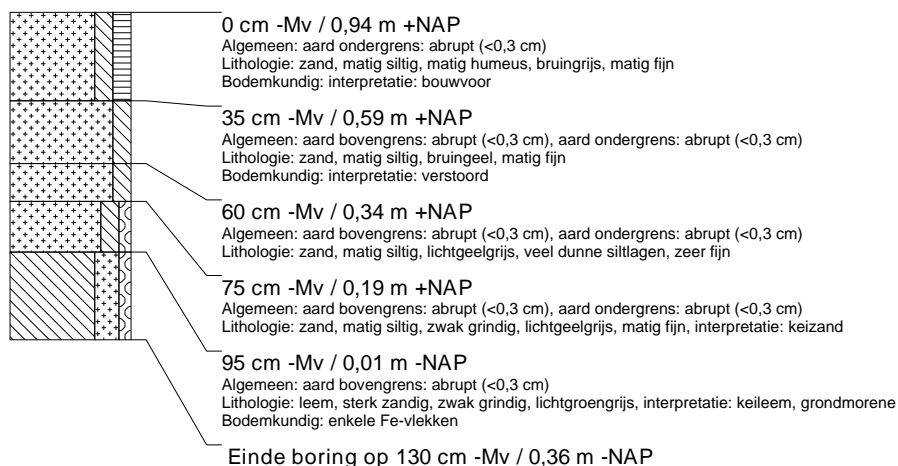 0 cm -Mv / 0,94 m +NAP
Algemeen: aard ondergrens: abrupt (<0,3 cm)
Lithologie: zand, matig siltig, matig humeus, bruingrijs, matig fijn
Bodemkundig: interpretatie: bouwvoor
35 cm -Mv / 0,59 m +NAP
Algemeen: aard bovengrens: abrupt (<0,3 cm), aard ondergrens: abrupt (<0,3 cm)
Lithologie: zand, matig siltig, bruingeel, matig fijn
Bodemkundig: interpretatie: verstoord
60 cm -Mv / 0,34 m +NAP
Algemeen: aard bovengrens: abrupt (<0,3 cm), aard ondergrens: abrupt (<0,3 cm)
Lithologie: zand, matig siltig, lichtgeelgrijs, veel dunne siltlagen, zeer fijn
75 cm -Mv / 0,19 m +NAP
Algemeen: aard bovengrens: abrupt (<0,3 cm), aard ondergrens: abrupt (<0,3 cm)
Lithologie: zand, matig siltig, zwak grindig, lichtgeelgrijs, matig fijn, interpretatie: keizand
95 cm -Mv / 0,01 m -NAP
Algemeen: aard bovengrens: abrupt (<0,3 cm)
Lithologie: leem, sterk zandig, zwak grindig, lichtgroengrijs, interpretatie: keileem, grondmorene
Bodemkundig: enkele Fe-vlekken
Einde boring op 130 cm -Mv / 0,36 m -NAP